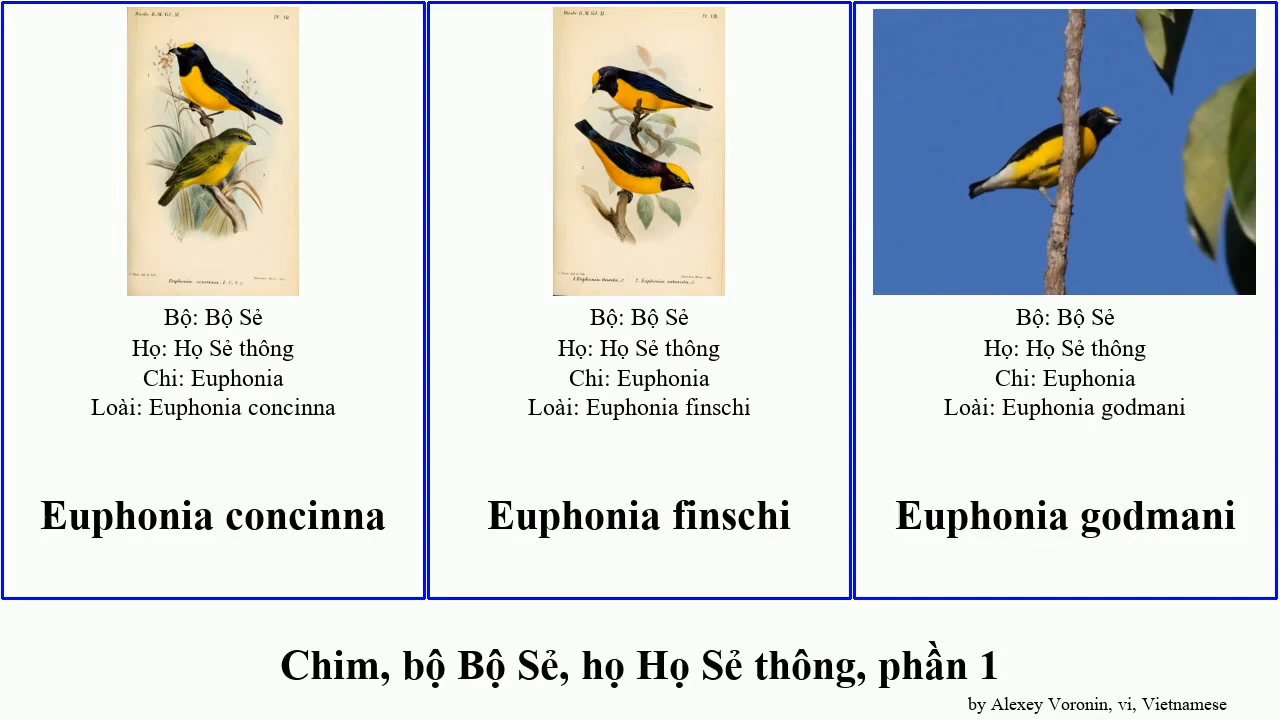 Bộ: Bộ Sẻ
Họ: Họ Sẻ thông
Chi: Euphonia
Loài: Euphonia concinna
Euphonia concinna
Bộ: Bộ Sẻ
Họ: Họ Sẻ thông
Chi: Euphonia
Loài: Euphonia finschi
Euphonia finschi
Bộ: Bộ Sẻ
Họ: Họ Sẻ thông
Chi: Euphonia
Loài: Euphonia godmani
Euphonia godmani
Chim, bộ Bộ Sẻ, họ Họ Sẻ thông, phần 1
by Alexey Voronin, vi, Vietnamese